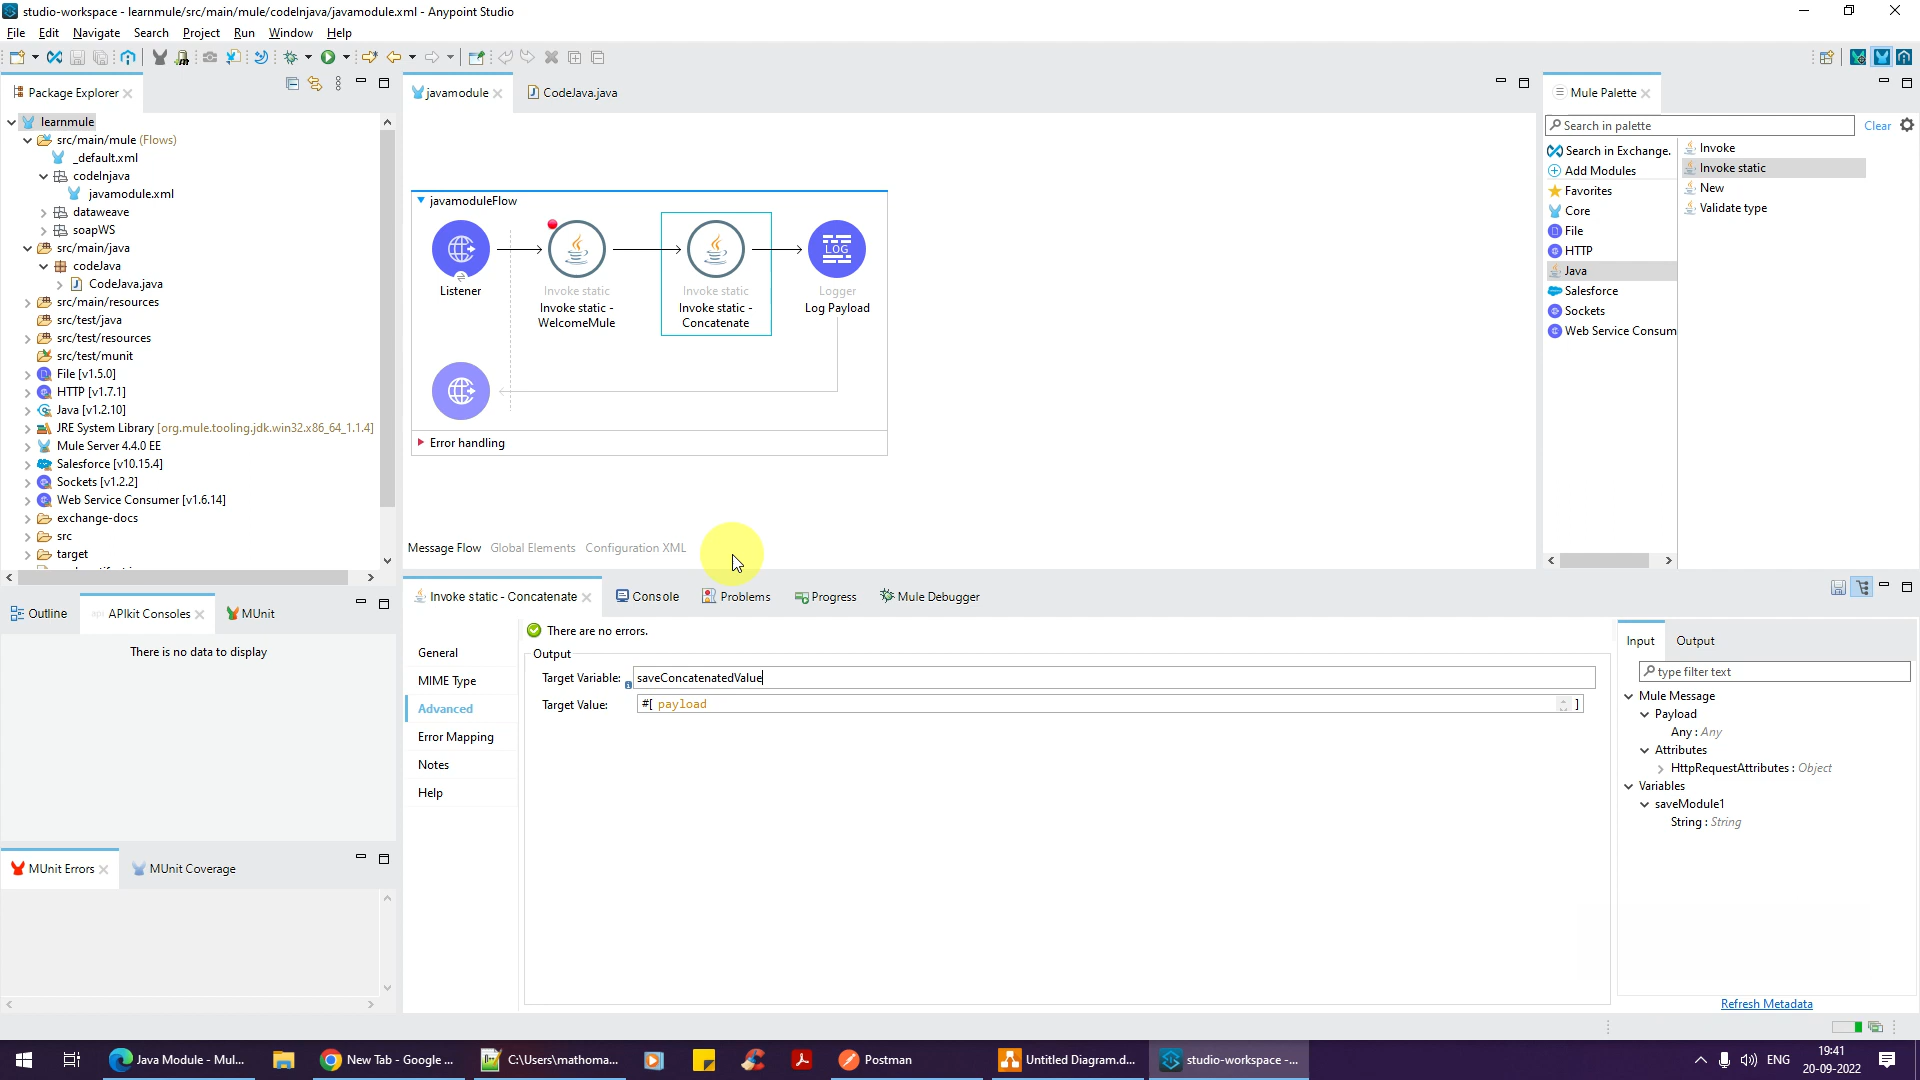 studio-workspace - learnmule/src/main/mule/codeInjava/javamodule.xml - Anypoint Studio
File Edit Navigate Search Project Run Window Help
Package Explorer
javamodule
CodeJava.java
Mule Palette
learnmule
src/main/mule (Flows)
_default.xml
codeInjava
javamodule.xml
dataweave
soapWS
src/main/java
codeJava
CodeJava.java
src/main/resources
src/test/java
src/test/resources
src/test/munit
File [v1.5.0]
HTTP [v1.7.1]
Java [v1.2.10]
JRE System Library [org.mule.tooling.jdk.win32.x86_64_1.1.4]
Mule Server 4.4.0 EE
Salesforce [v10.15.4]
Sockets [v1.2.2]
Web Service Consumer [v1.6.14]
exchange-docs
src
target
javamoduleFlow
LOG
Listener
Invoke static
Invoke static -
WelcomeMule
Invoke static
Invoke static -
Concatenate
Logger
Log Payload
Error handling
Message Flow Global Elements Configuration XML
Search in palette
Clear
Search in Exchange.
Add Modules
Favorites
Core
File
HTTP
Java
Salesforce
Sockets
Web Service Consum
Invoke
Invoke static
New
Validate type
Outline
APIkit Consoles
MUnit
There is no data to display
MUnit Errors
MUnit Coverage
Invoke static - Concatenate
Console
Problems
Progress
Mule Debugger
There are no errors.
General
MIME Type
Advanced
Error Mapping
Notes
Help
Output
Target Variable: saveConcatenatedValue
Target Value: #[ payload ]
Input
Output
type filter text
Mule Message
Payload
Any : Any
Attributes
HttpRequestAttributes : Object
Variables
saveModule1
String : String
Refresh Metadata
Java Module - Mul...
New Tab - Google ...
C:\Users\mathoma...
Postman
Untitled Diagram.d...
studio-workspace -...
ENG
19:41
20-09-2022